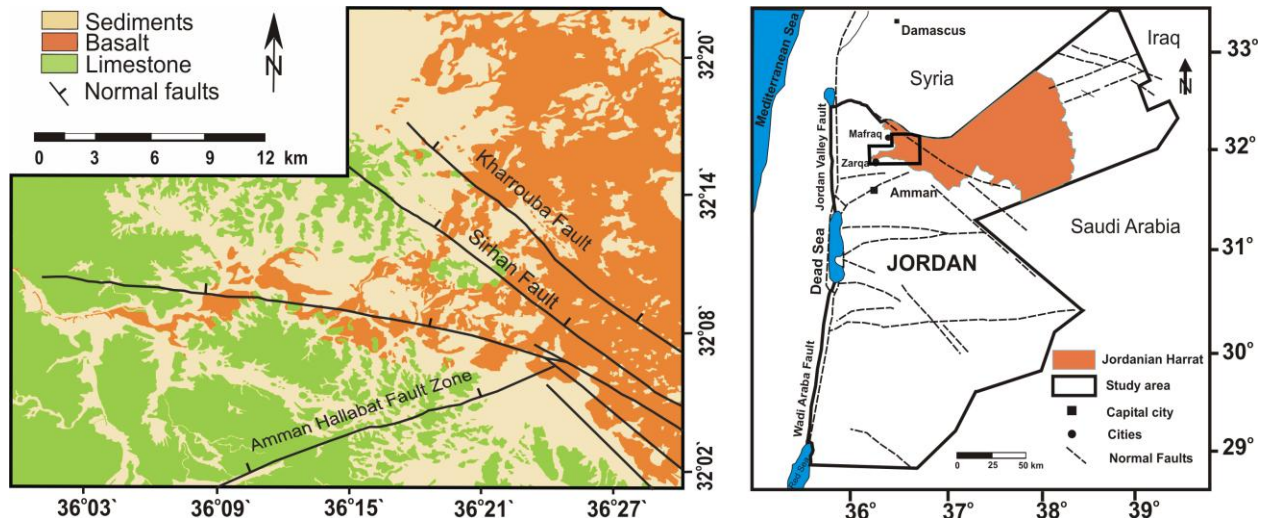 Sediments
Basalt
Limestone
Normal faults
N
0 3 6 9 12 km
Kharrouba Fault
Sirhan Fault
Amman Hallabat Fault Zone
32°20`
32°14`
32°08`
32°02`
36°03 36°09 36°15 36°21 36°27
Mediterranean Sea
Damascus
Syria
Iraq
N
Jordan Valley Fault
Mafraq
Zarqa
Amman
Saudi Arabia
Dead Sea
JORDAN
Wadi Araba Fault
Red Sea
Jordanian Harrat
Study area
Capital city
Cities
Normal Faults
0 25 50 km
33°
32°
31°
30°
29°
36° 37° 38° 39°